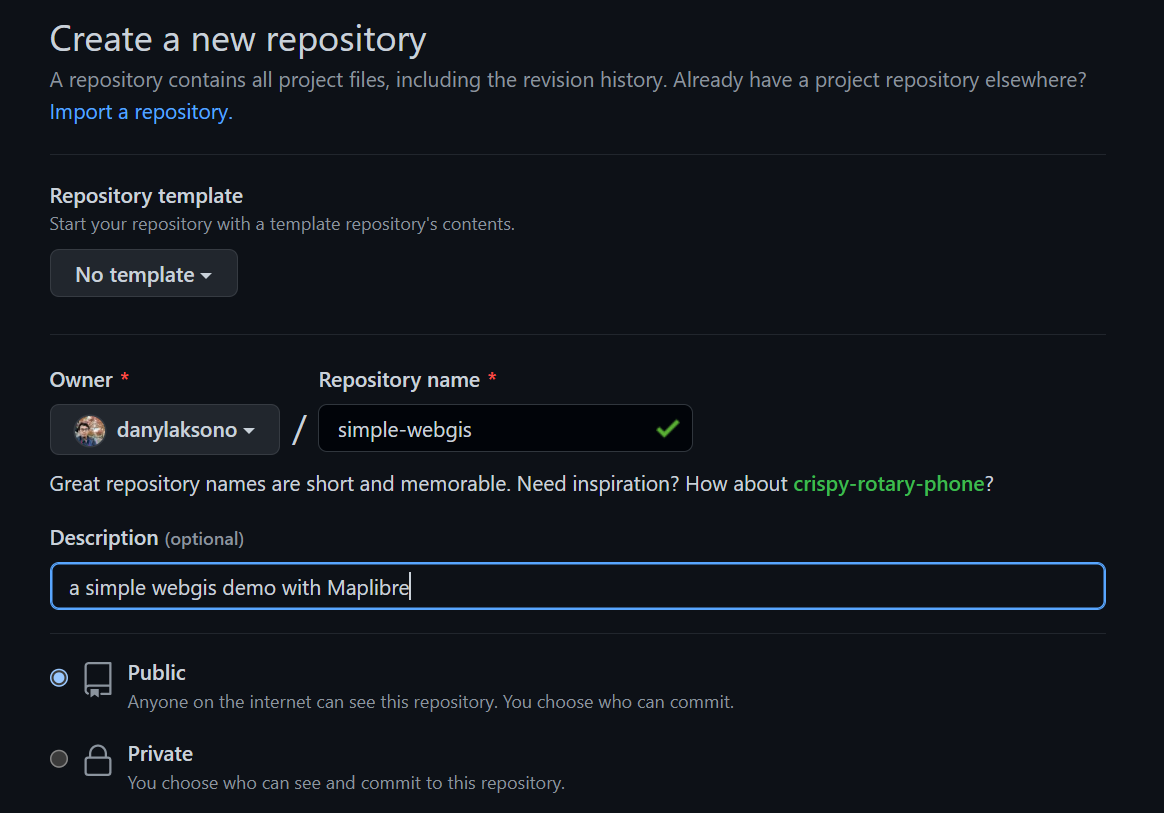 Create a new repository
A repository contains all project files, including the revision history. Already have a project repository elsewhere?
Import a repository.
Repository template
Start your repository with a template repository's contents.
No template
Owner *
Repository name *
danylaksono
/
simple-webgis
Great repository names are short and memorable. Need inspiration? How about crispy-rotary-phone?
Description (optional)
a simple webgis demo with Maplibre
Public
Anyone on the internet can see this repository. You choose who can commit.
Private
You choose who can see and commit to this repository.